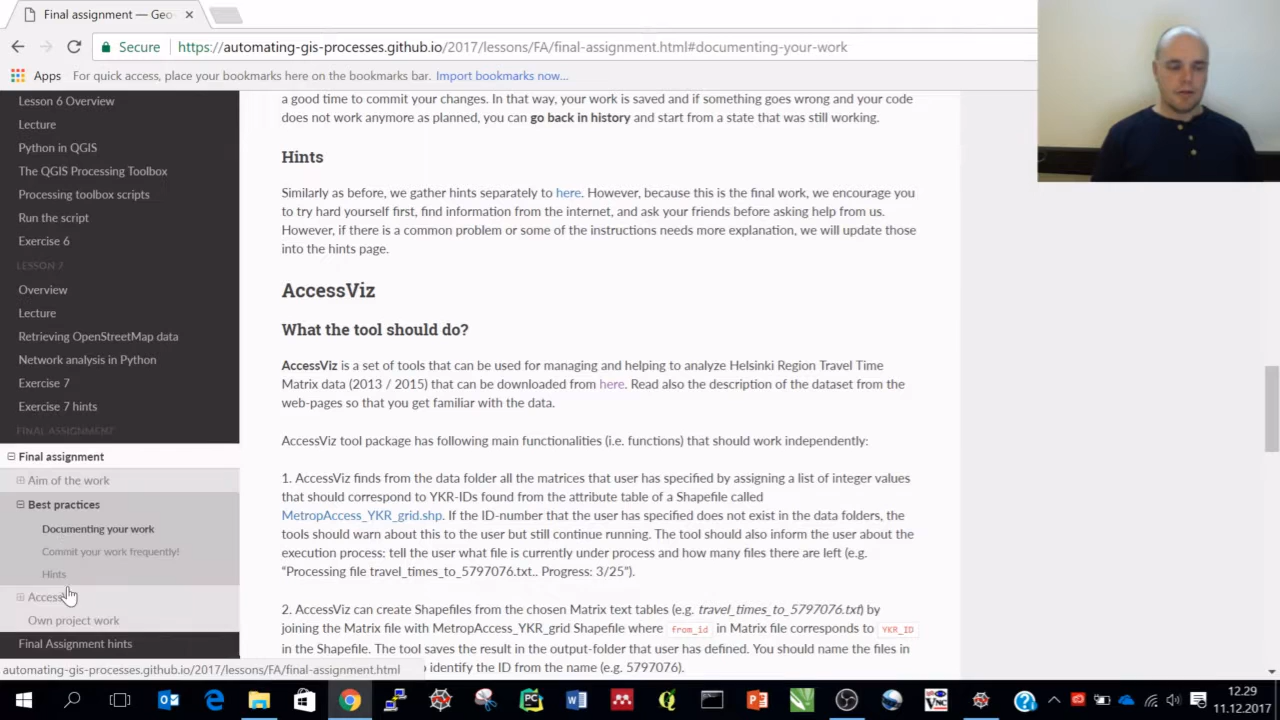 Final assignment — Geo-
Secure
https://automating-gis-processes.github.io/2017/lessons/FA/final-assignment.html#documenting-your-work
Apps
For quick access, place your bookmarks here on the bookmarks bar. Import bookmarks now...
Lesson 6 Overview
Lecture
Python in QGIS
The QGIS Processing Toolbox
Processing toolbox scripts
Run the script
Exercise 6
LESSON 7
Overview
Lecture
Retrieving OpenStreetMap data
Network analysis in Python
Exercise 7
Exercise 7 hints
FINAL ASSIGNMENT
Final assignment
Aim of the work
Best practices
Documenting your work
Commit your work frequently!
Hints
Own project work
Final Assignment hints
automating-gis-processes.github.io/2017/lessons/FA/final-assignment.html
a good time to commit your changes. In that way, your work is saved and if something goes wrong and your code
does not work anymore as planned, you can go back in history and start from a state that was still working.
Hints
Similarly as before, we gather hints separately to here. However, because this is the final work, we encourage you
to try hard yourself first, find information from the internet, and ask your friends before asking help from us.
However, if there is a common problem or some of the instructions needs more explanation, we will update those
into the hints page.
AccessViz
What the tool should do?
AccessViz is a set of tools that can be used for managing and helping to analyze Helsinki Region Travel Time
Matrix data (2013 / 2015) that can be downloaded from here. Read also the description of the dataset from the
web-pages so that you get familiar with the data.
AccessViz tool package has following main functionalities (i.e. functions) that should work independently:
1. AccessViz finds from the data folder all the matrices that user has specified by assigning a list of integer values
that should correspond to YKR-IDs found from the attribute table of a Shapefile called
MetropAccess_YKR_grid.shp. If the ID-number that the user has specified does not exist in the data folders, the
tools should warn about this to the user but still continue running. The tool should also inform the user about the
execution process: tell the user what file is currently under process and how many files there are left (e.g.
“Processing file travel_times_to_5797076.txt.. Progress: 3/25”).
2. AccessViz can create Shapefiles from the chosen Matrix text tables (e.g. travel_times_to_5797076.txt) by
joining the Matrix file with MetropAccess_YKR_grid Shapefile where from_id in Matrix file corresponds to YKR_ID
in the Shapefile. The tool saves the result in the output-folder that user has defined. You should name the files in
identify the ID from the name (e.g. 5797076).
12.29
11.12.2017